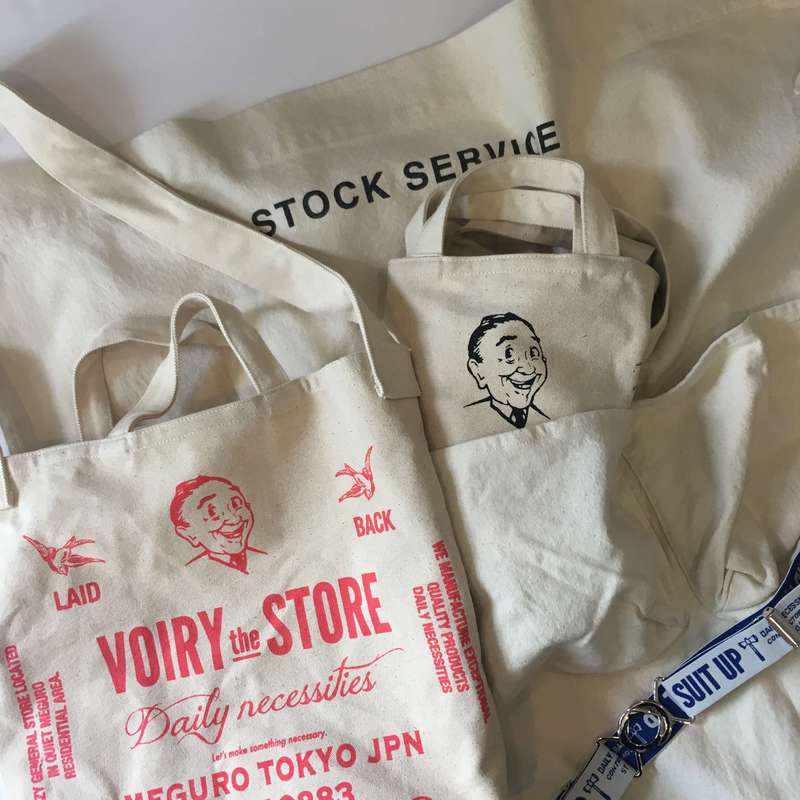 STOCK SERVICE
LAID
BACK
VOIRY the STORE
Daily necessities
Let's make something necessary.
MEGURO TOKYO JPN
GENERAL STORE LOCATED
IN QUIET MEGURO
RESIDENTIAL AREA.
WE MANUFACTURE EXCEPTIONAL
QUALITY PRODUCTS
DAILY NECESSITIES
SUIT UP